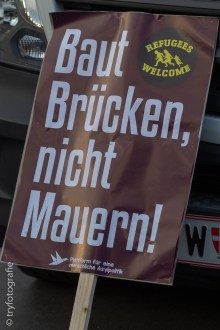 Baut
Brücken,
nicht
Mauern!
REFUGEES
WELCOME
Plattform für eine
menschliche Asylpolitik
W
© tryfotografie